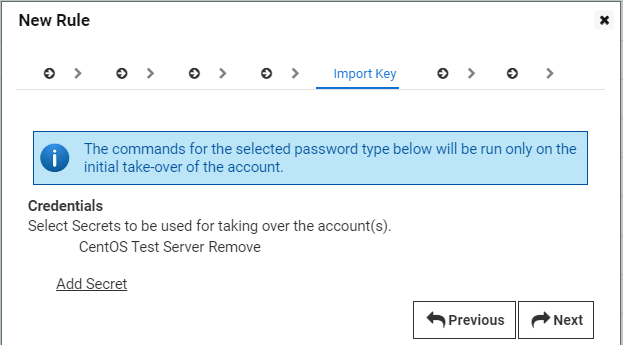 New Rule
Import Key
The commands for the selected password type below will be run only on the
initial take-over of the account.
Credentials
Select Secrets to be used for taking over the account(s).
CentOS Test Server Remove
Add Secret
Previous Next